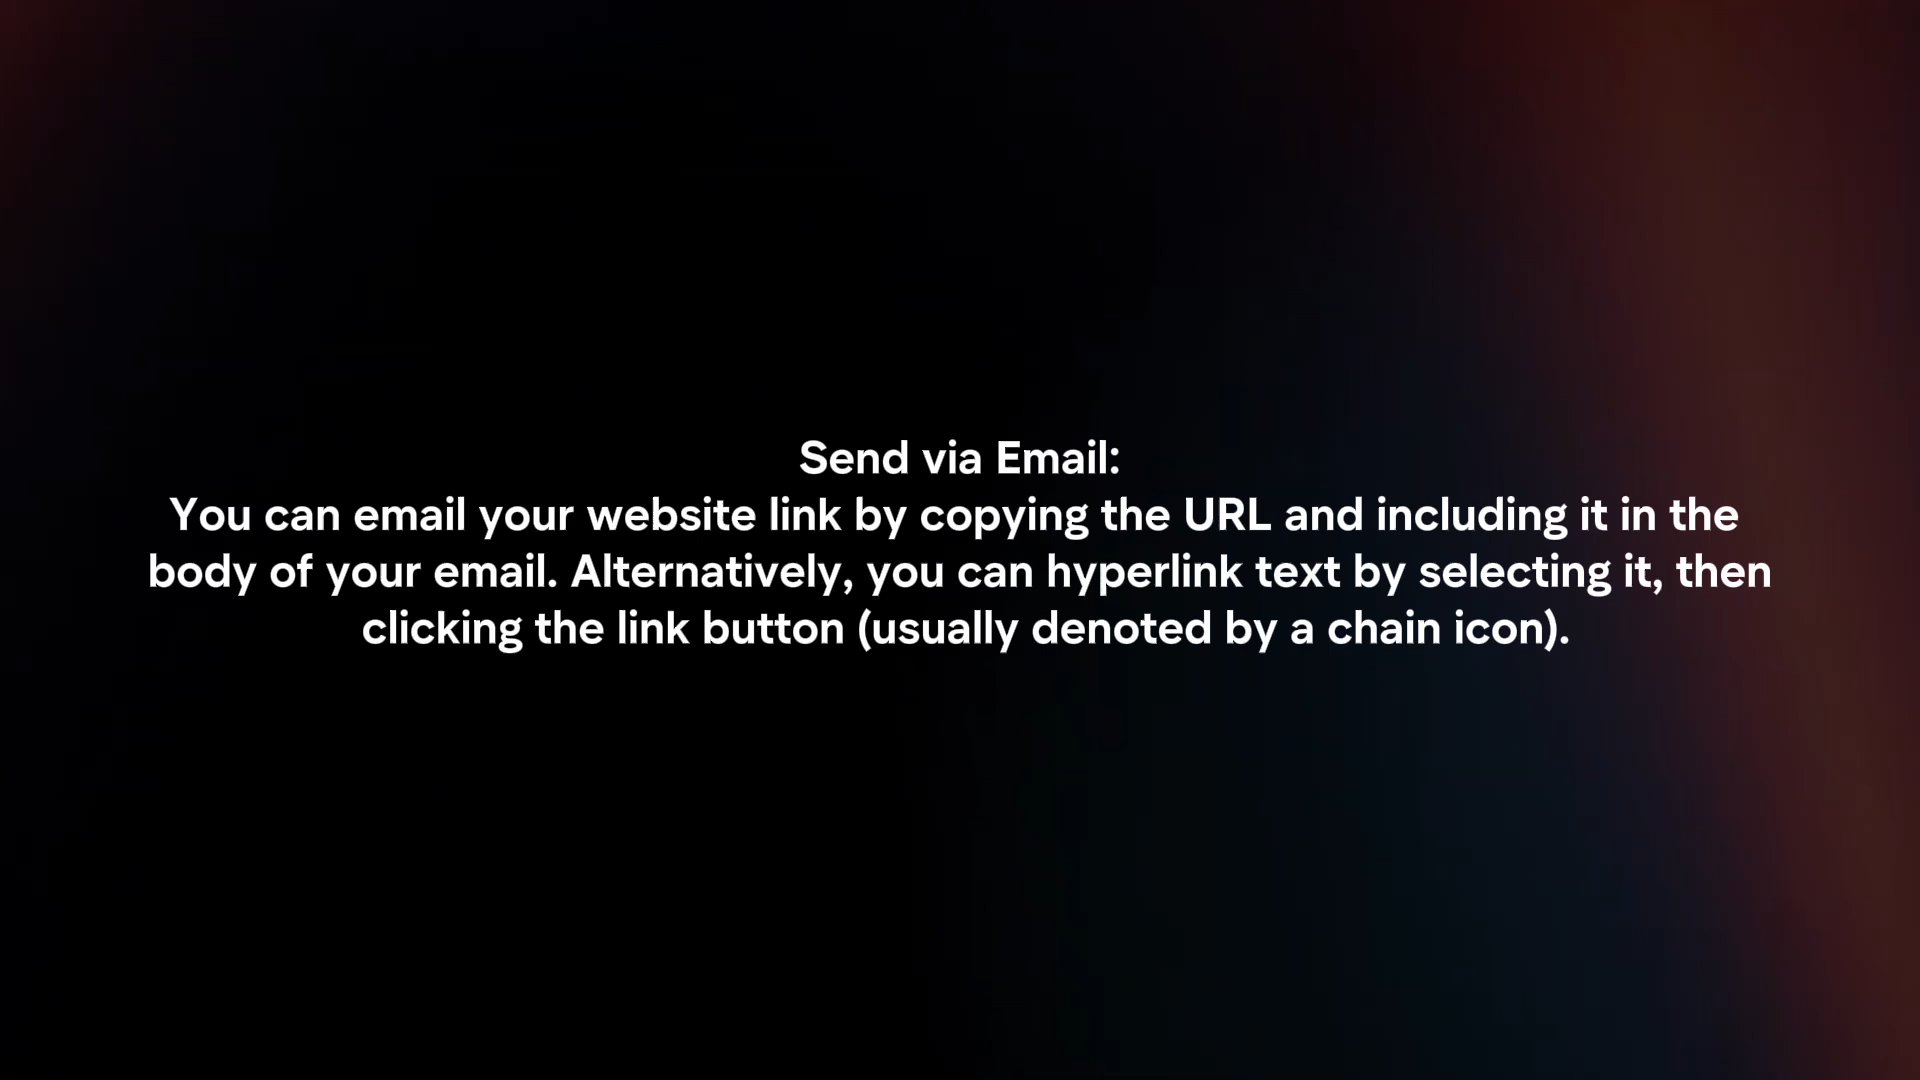 Send via Email:
You can email your website link by copying the URL and including it in the
body of your email. Alternatively, you can hyperlink text by selecting it, then
clicking the link button (usually denoted by a chain icon).